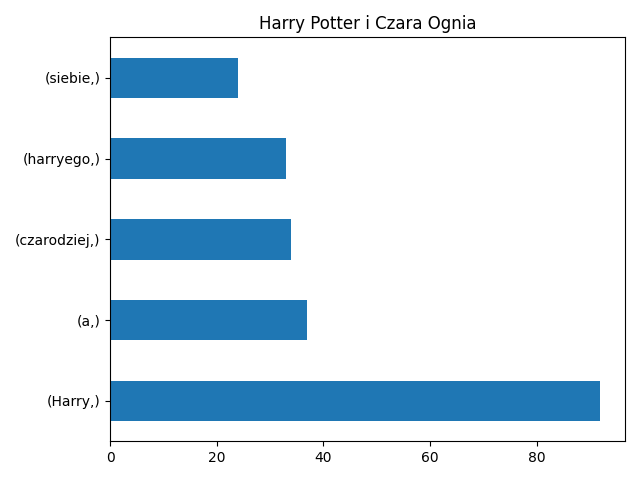 Harry Potter i Czara Ognia
(siebie,)
(harryego,)
(czarodziej,)
(a,)
(Harry,)
0 20 40 60 80